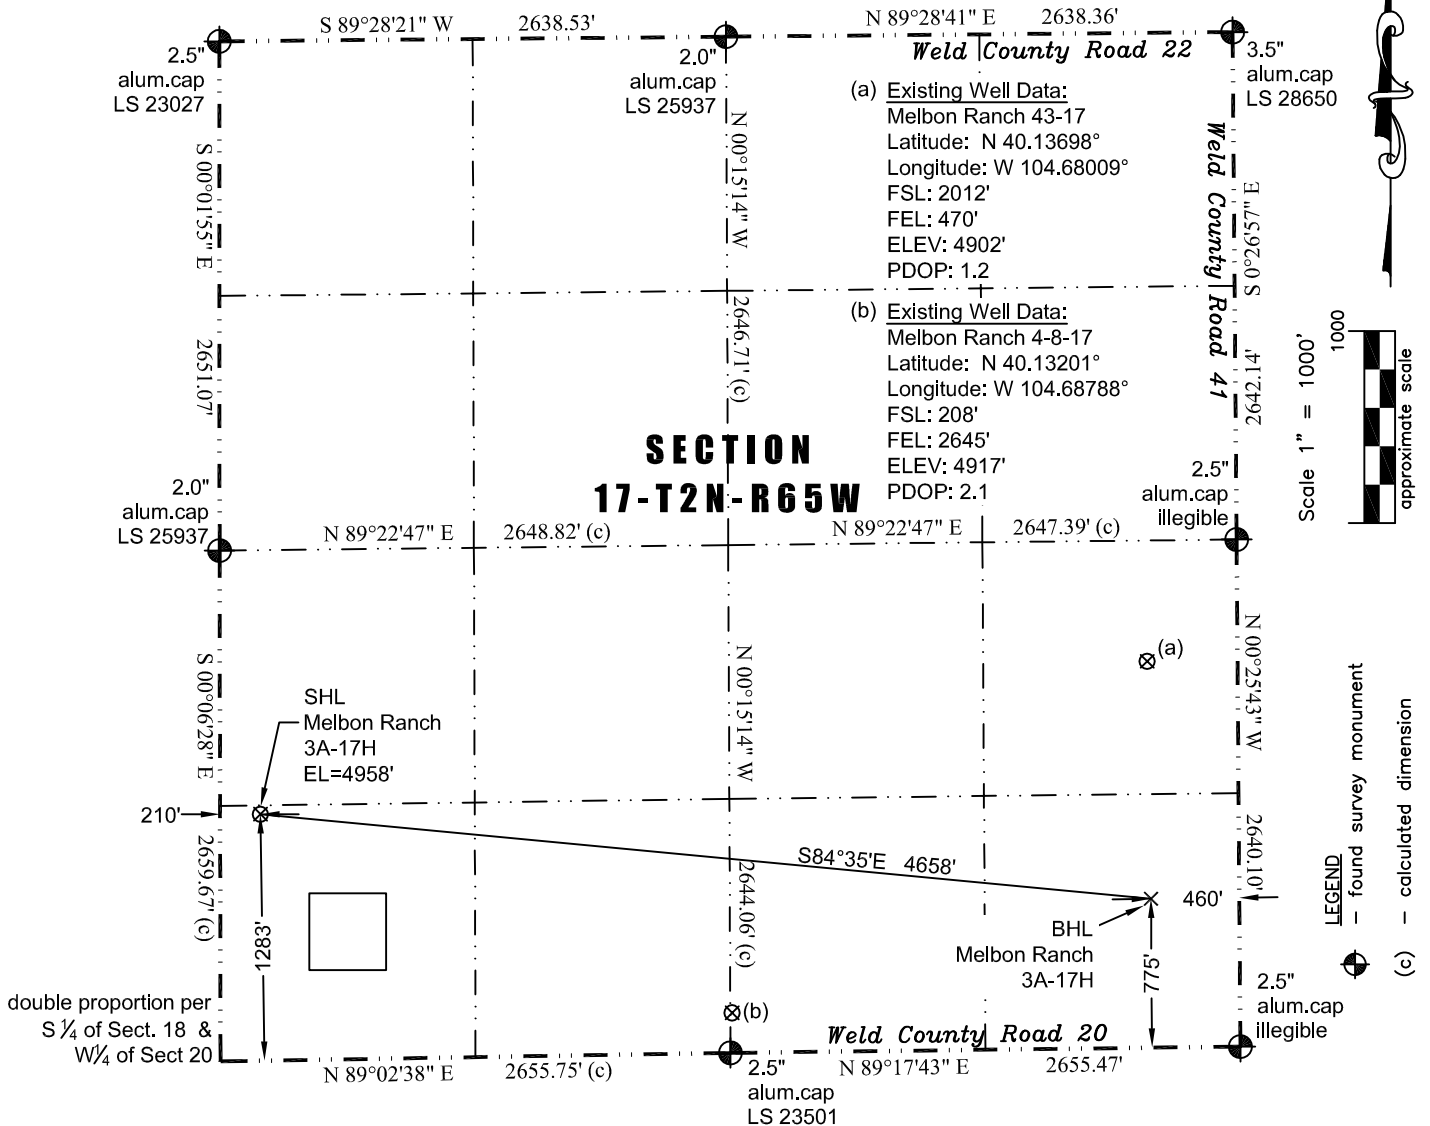 S 89°28'21" W
2638.53'
N 89°28'41" E
2638.36'
2.5"
alum.cap
LS 23027
2.0"
alum.cap
LS 25937
Weld County Road 22
3.5"
alum.cap
LS 28650
(a) Existing Well Data:
Melbon Ranch 43-17
Latitude: N 40.13698°
Longitude: W 104.68009°
FSL: 2012'
FEL: 470'
ELEV: 4902'
PDOP: 1.2
(b) Existing Well Data:
Melbon Ranch 4-8-17
Latitude: N 40.13201°
Longitude: W 104.68788°
FSL: 208'
FEL: 2645'
ELEV: 4917'
PDOP: 2.1
S 00°01'55" E
2651.07'
N 00°15'14" W
2646.71' (c)
Weld County Road 41
S 0°26'57" E
2642.14'
Scale 1" = 1000'
1000
approximate scale
SECTION
17-T2N-R65W
2.0"
alum.cap
LS 25937
2.5"
alum.cap
illegible
N 89°22'47" E
2648.82' (c)
N 89°22'47" E
2647.39' (c)
S 00°06'28" E
2659.67' (c)
SHL
Melbon Ranch
3A-17H
EL=4958'
N 00°15'14" W
2644.06' (c)
(a)
N 00°25'43" W
2640.10'
210'
1283'
S84°35'E 4658'
460'
775'
BHL
Melbon Ranch
3A-17H
LEGEND
- found survey monument
(c) - calculated dimension
double proportion per
S ¼ of Sect. 18 &
W¼ of Sect 20
(b)
Weld County Road 20
2.5"
alum.cap
illegible
N 89°02'38" E
2655.75' (c)
2.5"
alum.cap
LS 23501
N 89°17'43" E
2655.47'